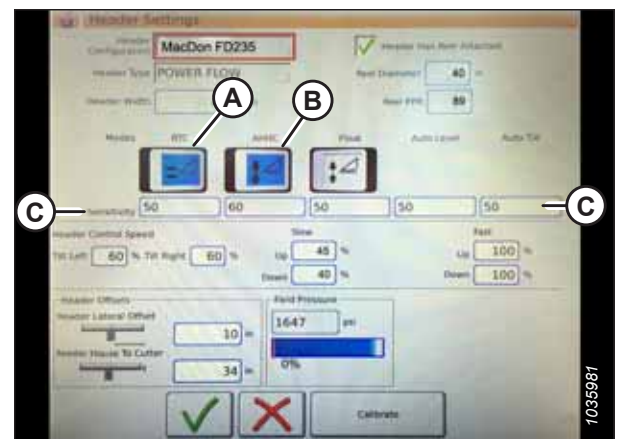 Header Settings
Header Configuration MacDon FD235 Header Has Reel Attached
Header Type POWER FLOW Reel Diameter 40 in
Header Width Reel PPR 89
A B
Modes RTC AHHC Float Auto Level Auto Tilt
C Sensitivity 50 60 50 50 50 C
Header Control Speed Slow Fast
Tilt Left 60 % Tilt Right 60 % Up 45 % Up 100 %
Down 40 % Down 100 %
Header Offsets Field Pressure
Header Lateral Offset 1647 psi
10 in
Feeder House To Cutter 0%
34 in
Calibrate
1035981